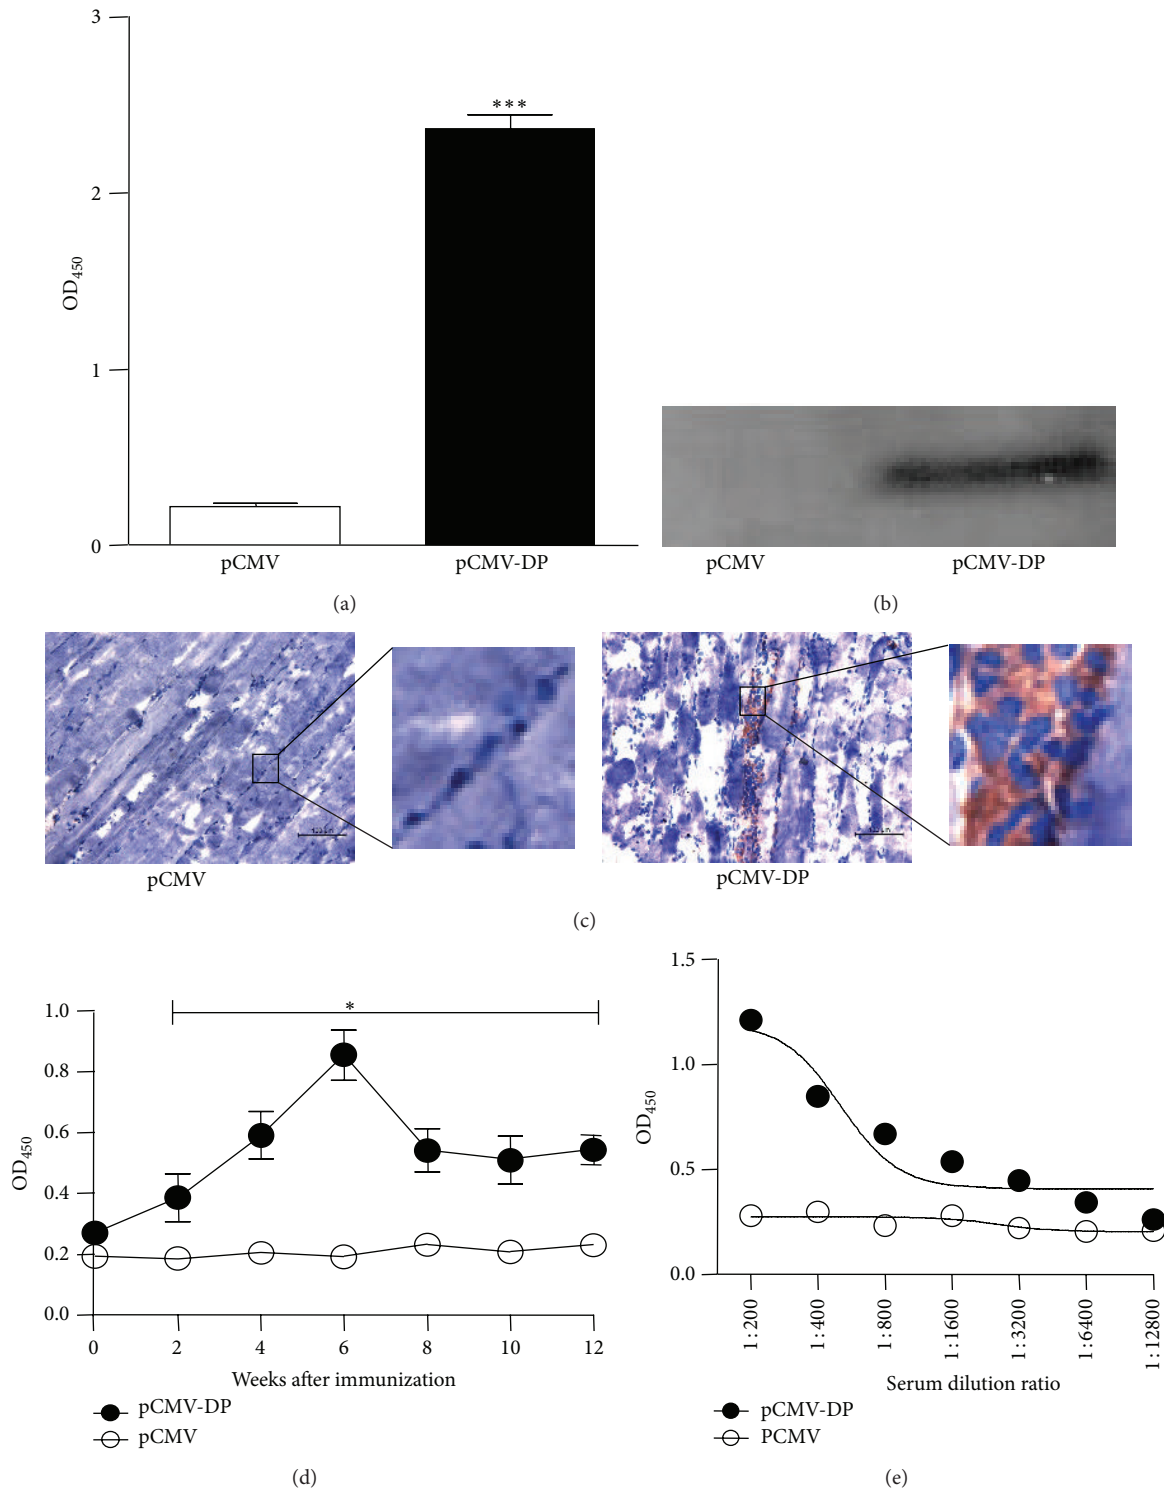 3
***
2
OD450
1
0
pCMV
pCMV-DP
pCMV
pCMV-DP
(a)
(b)
pCMV
pCMV-DP
(c)
1.5
1.0
*
0.8
1.0
0.6
OD450
OD450
0.4
0.5
0.2
0.0
0.0
0 2 4 6 8 10 12
1:200 1:400 1:800 1:1600 1:3200 1:6400 1:12800
Weeks after immunization
Serum dilution ratio
pCMV-DP
pCMV
pCMV-DP
PCMV
(d)
(e)